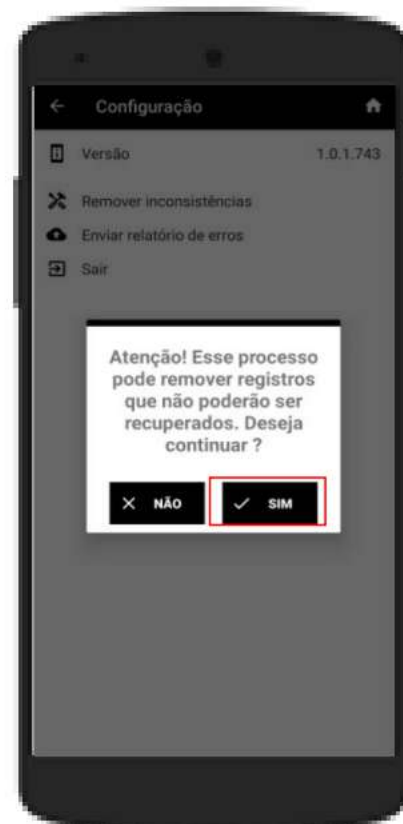 Configuração
Versão 1.0.1.743
Remover inconsistências
Enviar relatório de erros
Sair
Atenção! Esse processo
pode remover registros
que não poderão ser
recuperados. Deseja
continuar ?
NÃO SIM